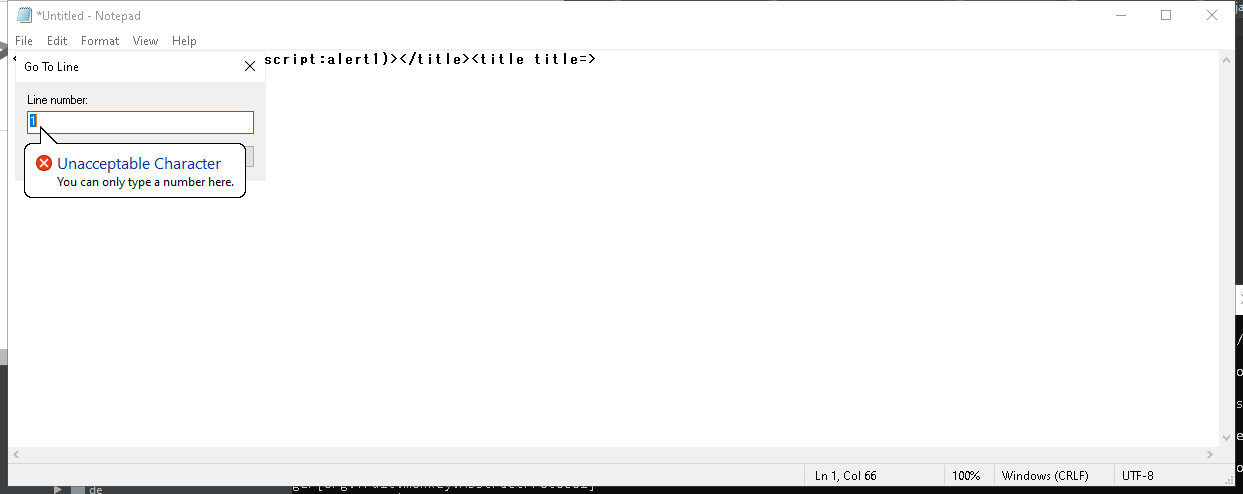 *Untitled - Notepad
File Edit Format View Help
script:alert1)></title><title title=>
Go To Line
Line number:
1
Unacceptable Character
You can only type a number here.
Ln 1, Col 66 100% Windows (CRLF) UTF-8
de